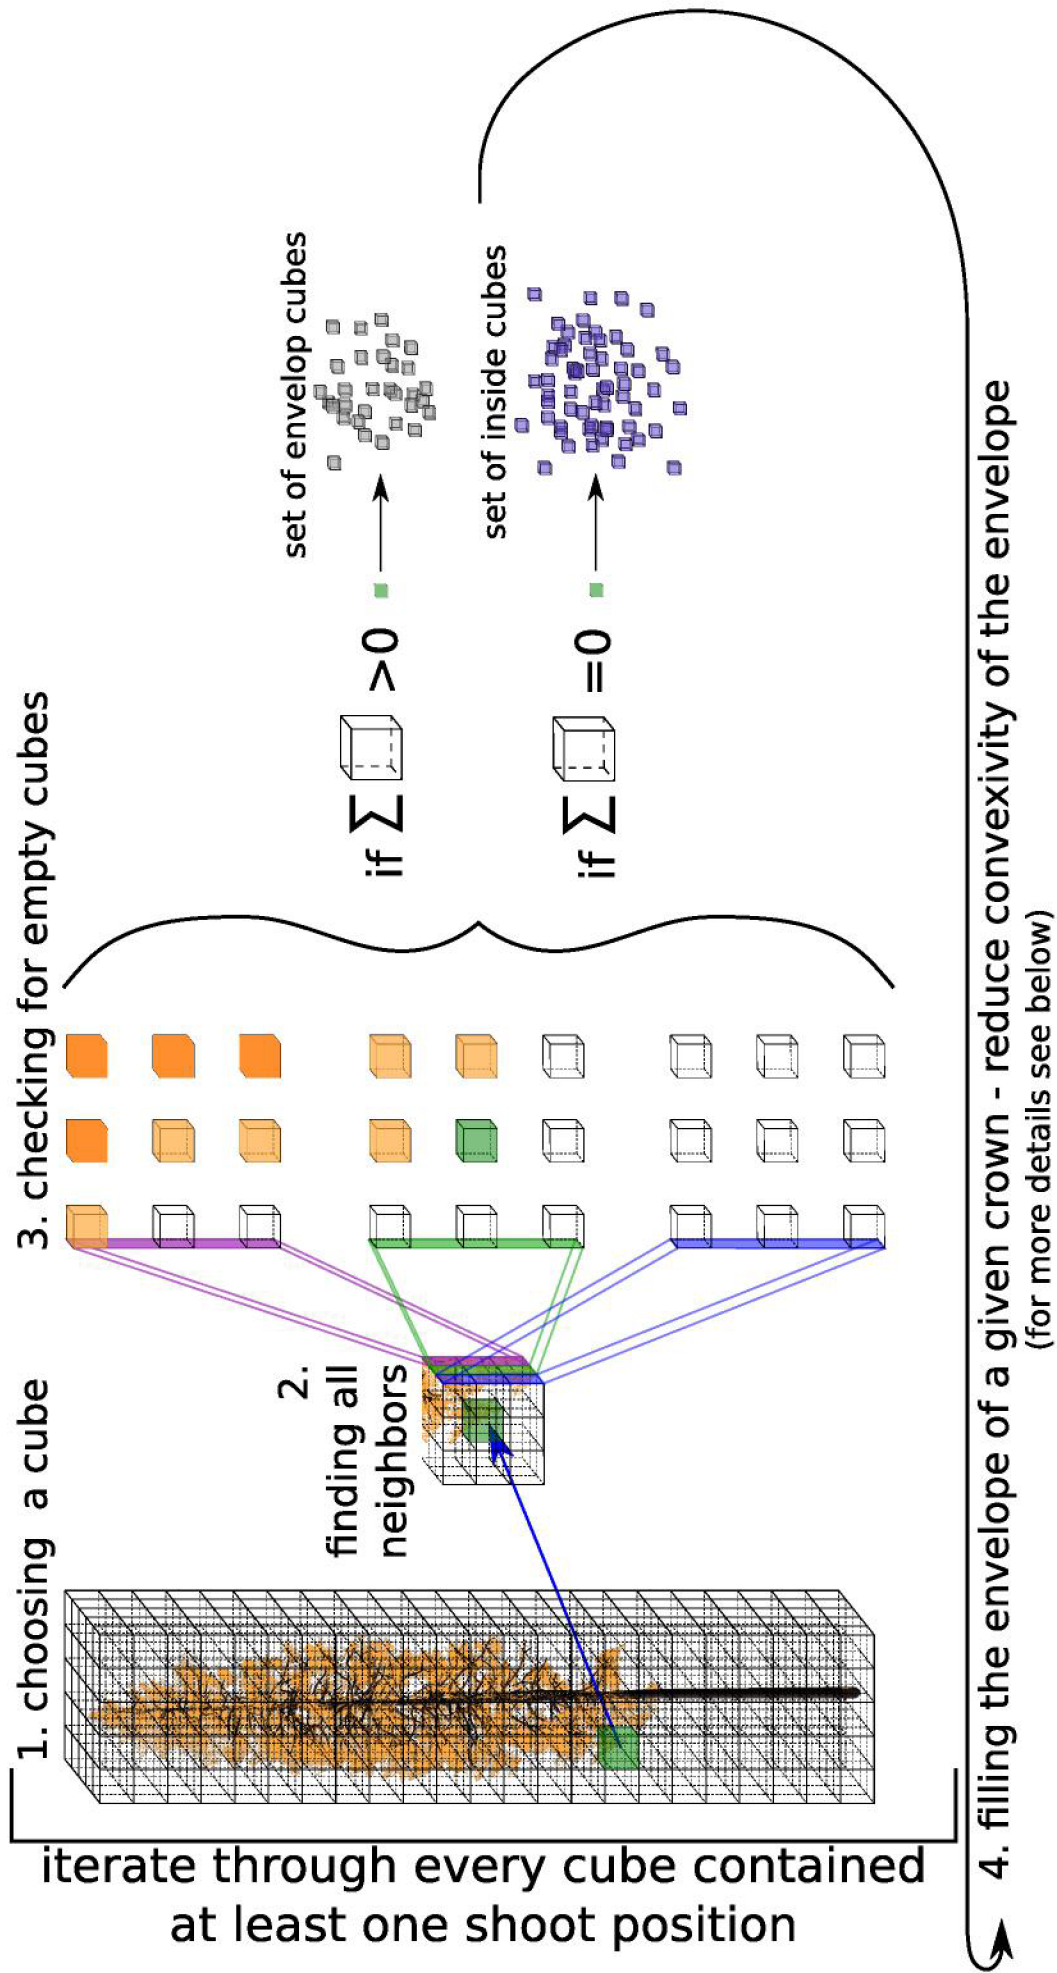 1. choosing a cube
iterate through every cube contained
at least one shoot position
2.
finding all
neighbors
3. checking for empty cubes
if Σ >0
set of envelop cubes
if Σ =0
set of inside cubes
4. filling the envelope of a given crown - reduce convexivity of the envelope
(for more details see below)